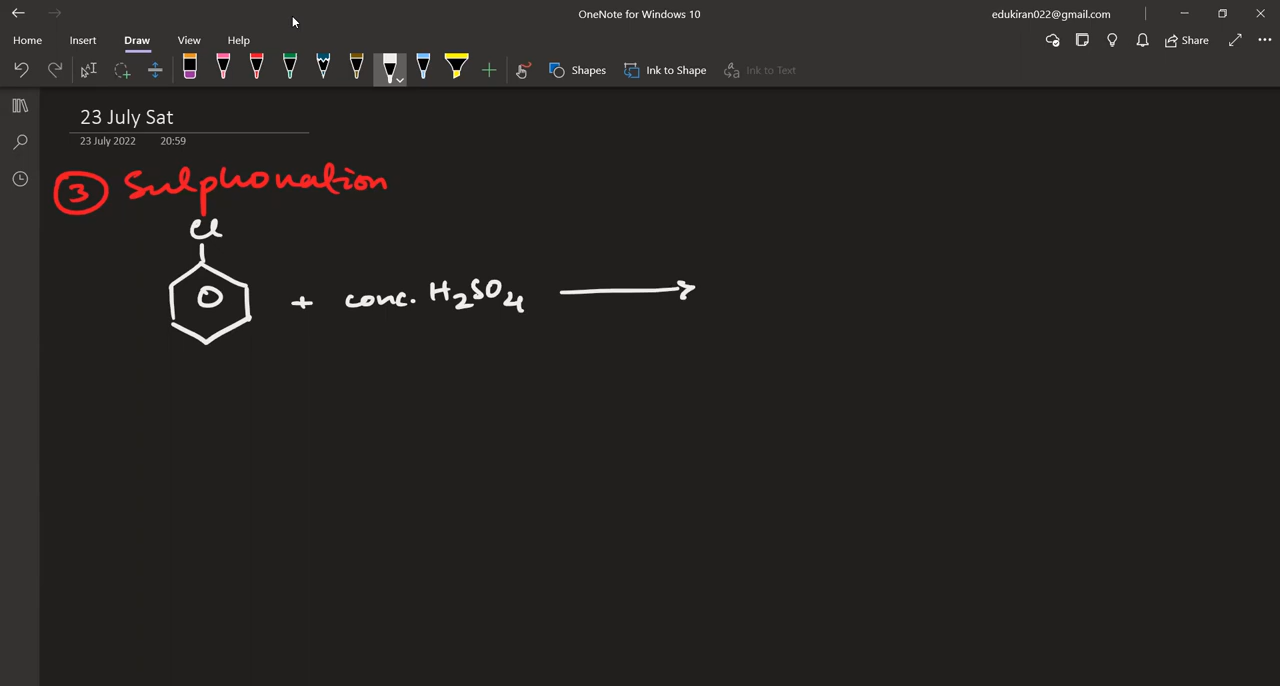 OneNote for Windows 10
edukiran022@gmail.com
Home Insert Draw View Help
Share
Shapes Ink to Shape Ink to Text
23 July Sat
23 July 2022 20:59
3 Sulphonation
Cl
+ conc. H₂SO₄ ⟶